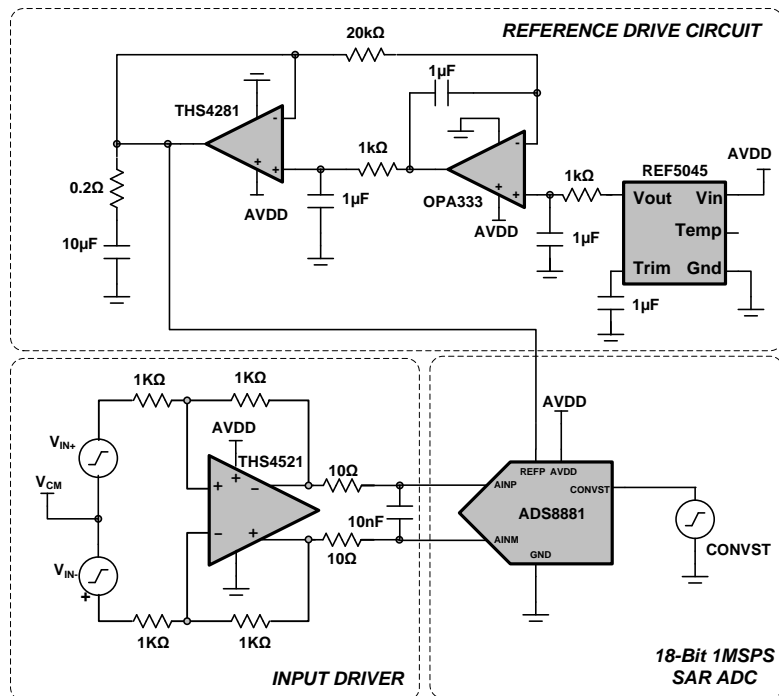 REFERENCE DRIVE CIRCUIT
20kΩ
1µF
THS4281
-
+
+
AVDD
1kΩ
1µF
-
+
+
OPA333
AVDD
1kΩ
1µF
REF5045
AVDD
Vout
Vin
Temp
Trim
Gnd
1µF
0.2Ω
10µF
1KΩ
1KΩ
AVDD
THS4521
VIN+
VCM
VIN-
+
+
+
−
−
+
10Ω
10nF
10Ω
1KΩ
1KΩ
INPUT DRIVER
AVDD
REFP
AVDD
CONVST
AINP
ADS8881
AINM
GND
CONVST
18-Bit 1MSPS
SAR ADC